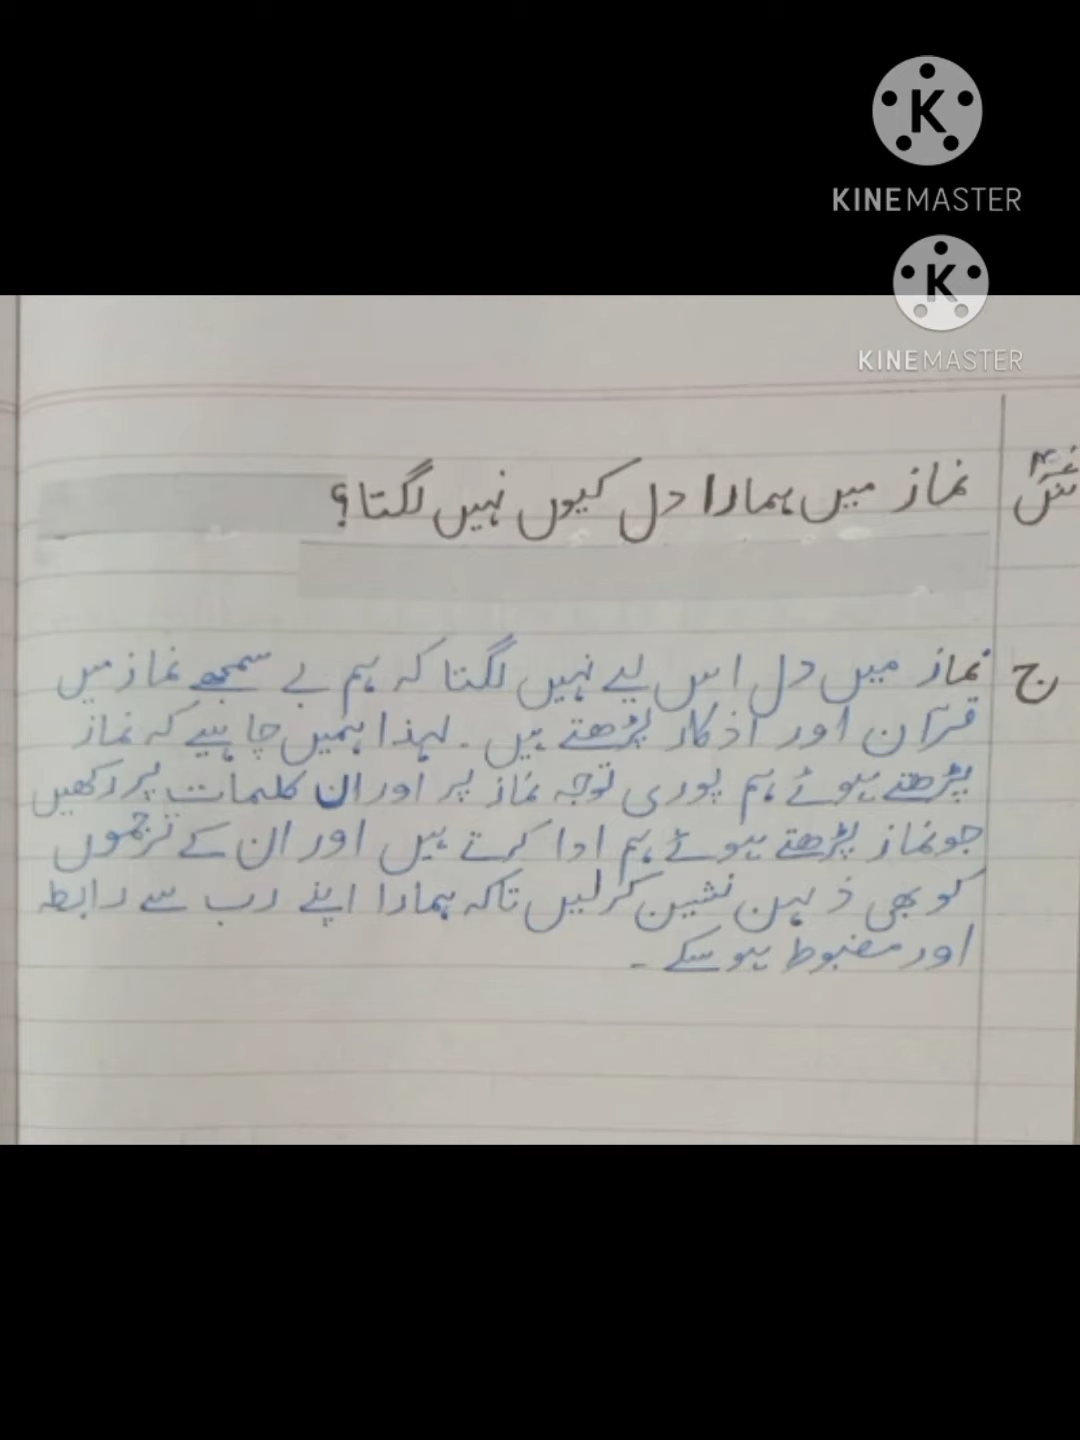 KINEMASTER
KINEMASTER
نماز میں ہمارا دل کیوں نہیں لگتا؟
ج نماز میں دل اس لیے نہیں لگتا کہ ہم بے سمجھے نماز میں
قرآن اور اذکار پڑھتے ہیں۔ لہذا ہمیں چاہیے کہ نماز
پڑھتے ہوئے ہم پوری توجہ نماز پر اور ان کلمات پر رکھیں
جو نماز پڑھتے ہوئے ہم ادا کرتے ہیں اور ان کے ترجموں
کو بھی ذہن نشین کرلیں تاکہ ہمارا اپنے رب سے رابطہ
اور مضبوط ہو سکے۔